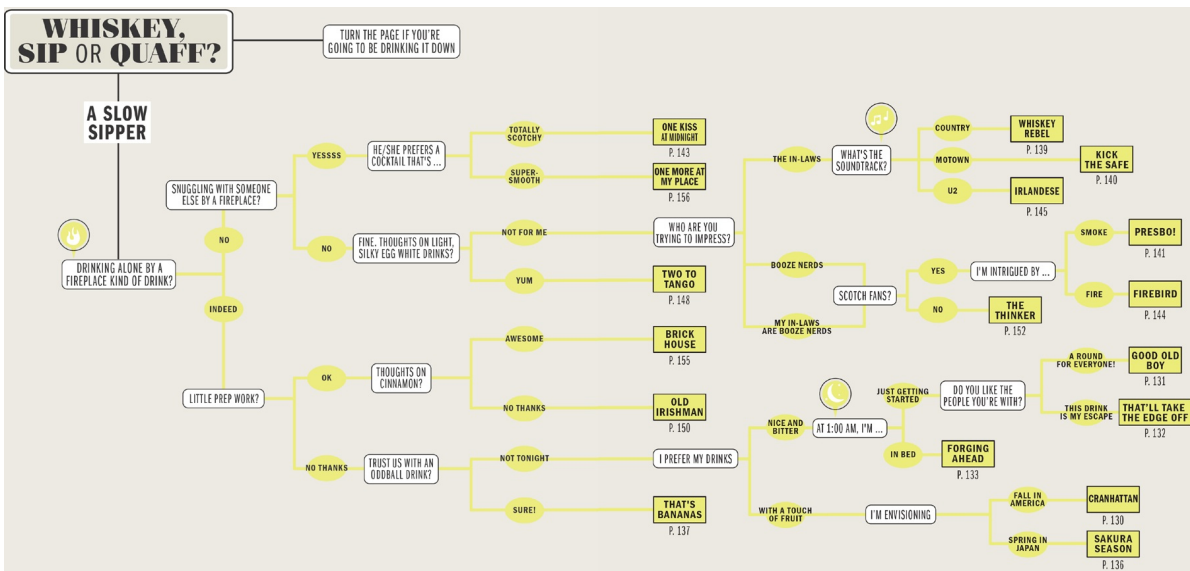 WHISKEY,
SIP OR QUAFF?
TURN THE PAGE IF YOU'RE
GOING TO BE DRINKING IT DOWN
A SLOW
SIPPER
DRINKING ALONE BY A
FIREPLACE KIND OF DRINK?
NO
INDEED
SNUGGLING WITH SOMEONE
ELSE BY A FIREPLACE?
YESSSS
NO
HE/SHE PREFERS A
COCKTAIL THAT'S ...
TOTALLY
SCOTCHY
ONE KISS
AT MIDNIGHT
P. 143
SUPER-
SMOOTH
ONE MORE AT
MY PLACE
P. 156
FINE. THOUGHTS ON LIGHT,
SILKY EGG WHITE DRINKS?
NOT FOR ME
YUM
TWO TO
TANGO
P. 148
WHO ARE YOU
TRYING TO IMPRESS?
THE IN-LAWS
WHAT'S THE
SOUNDTRACK?
COUNTRY
WHISKEY
REBEL
P. 139
MOTOWN
KICK
THE SAFE
P. 140
U2
IRLANDESE
P. 145
BOOZE NERDS
MY IN-LAWS
ARE BOOZE NERDS
SCOTCH FANS?
YES
I'M INTRIGUED BY ...
SMOKE
PRESBO!
P. 141
FIRE
FIREBIRD
P. 144
NO
THE
THINKER
P. 152
LITTLE PREP WORK?
OK
THOUGHTS ON
CINNAMON?
AWESOME
BRICK
HOUSE
P. 155
NO THANKS
OLD
IRISHMAN
P. 150
NO THANKS
TRUST US WITH AN
ODDBALL DRINK?
NOT TONIGHT
SURE!
THAT'S
BANANAS
P. 137
I PREFER MY DRINKS
NICE AND
BITTER
AT 1:00 AM, I'M ...
JUST GETTING
STARTED
DO YOU LIKE THE
PEOPLE YOU'RE WITH?
A ROUND
FOR EVERYONE!
GOOD OLD
BOY
P. 131
THIS DRINK
IS MY ESCAPE
THAT'LL TAKE
THE EDGE OFF
P. 132
IN BED
FORGING
AHEAD
P. 133
WITH A TOUCH
OF FRUIT
I'M ENVISIONING
FALL IN
AMERICA
CRANHATTAN
P. 130
SPRING IN
JAPAN
SAKURA
SEASON
P. 136